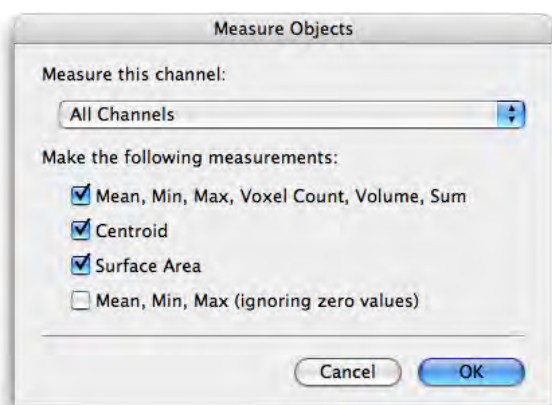 Measure Objects
Measure this channel:
All Channels
Make the following measurements:
Mean, Min, Max, Voxel Count, Volume, Sum
Centroid
Surface Area
Mean, Min, Max (ignoring zero values)
Cancel OK